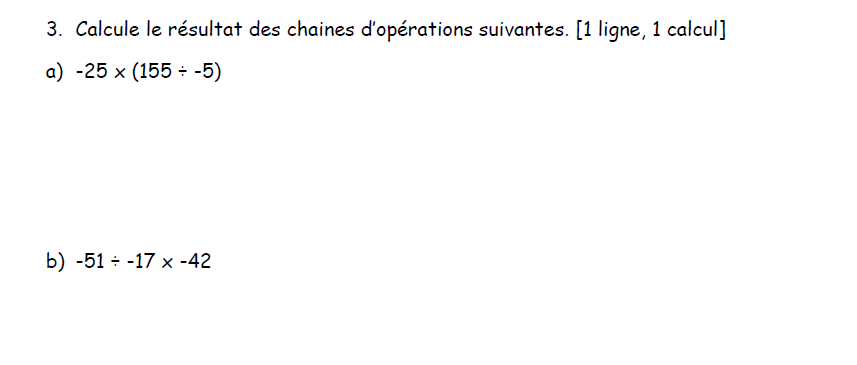 3. Calcule le résultat des chaines d'opérations suivantes. [1 ligne, 1 calcul]
a) -25 x (155 ÷ -5)
b) -51 ÷ -17 x -42